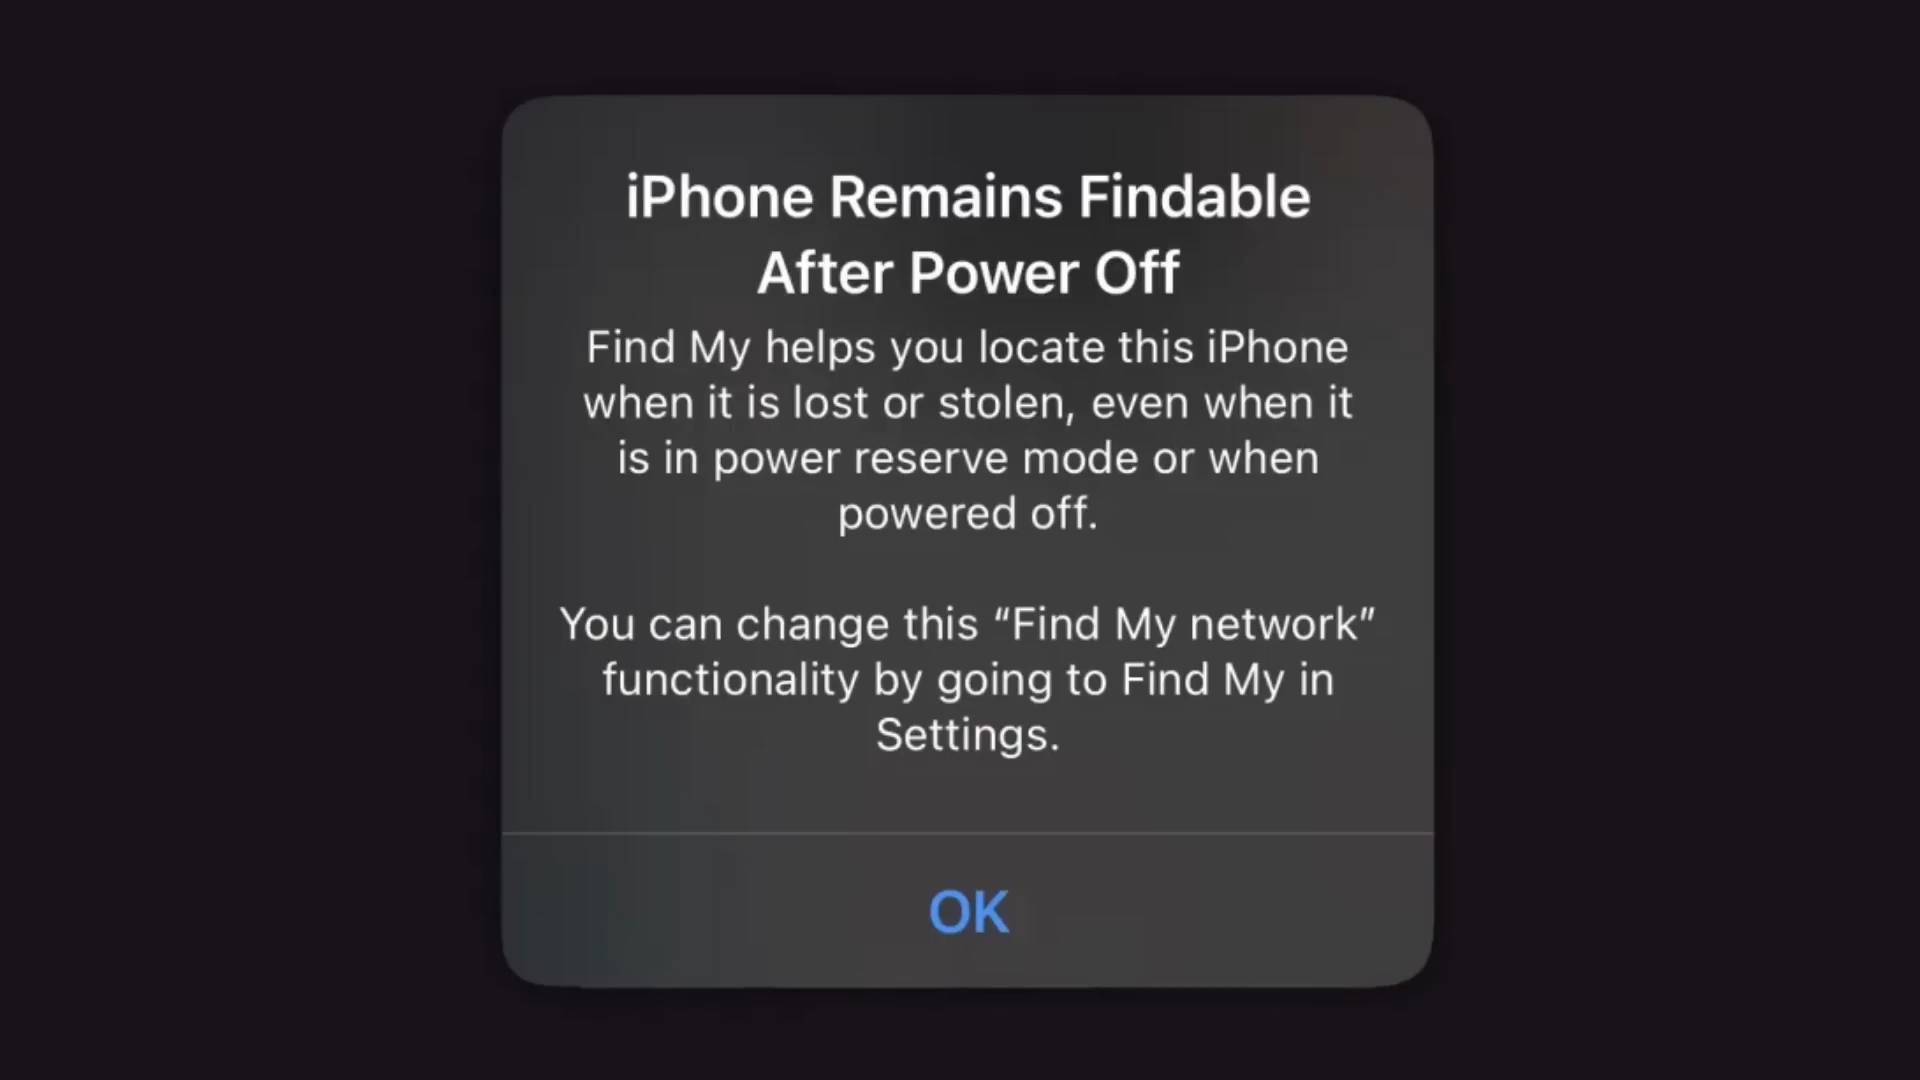 iPhone Remains Findable
After Power Off
Find My helps you locate this iPhone
when it is lost or stolen, even when it
is in power reserve mode or when
powered off.
You can change this “Find My network”
functionality by going to Find My in
Settings.
OK